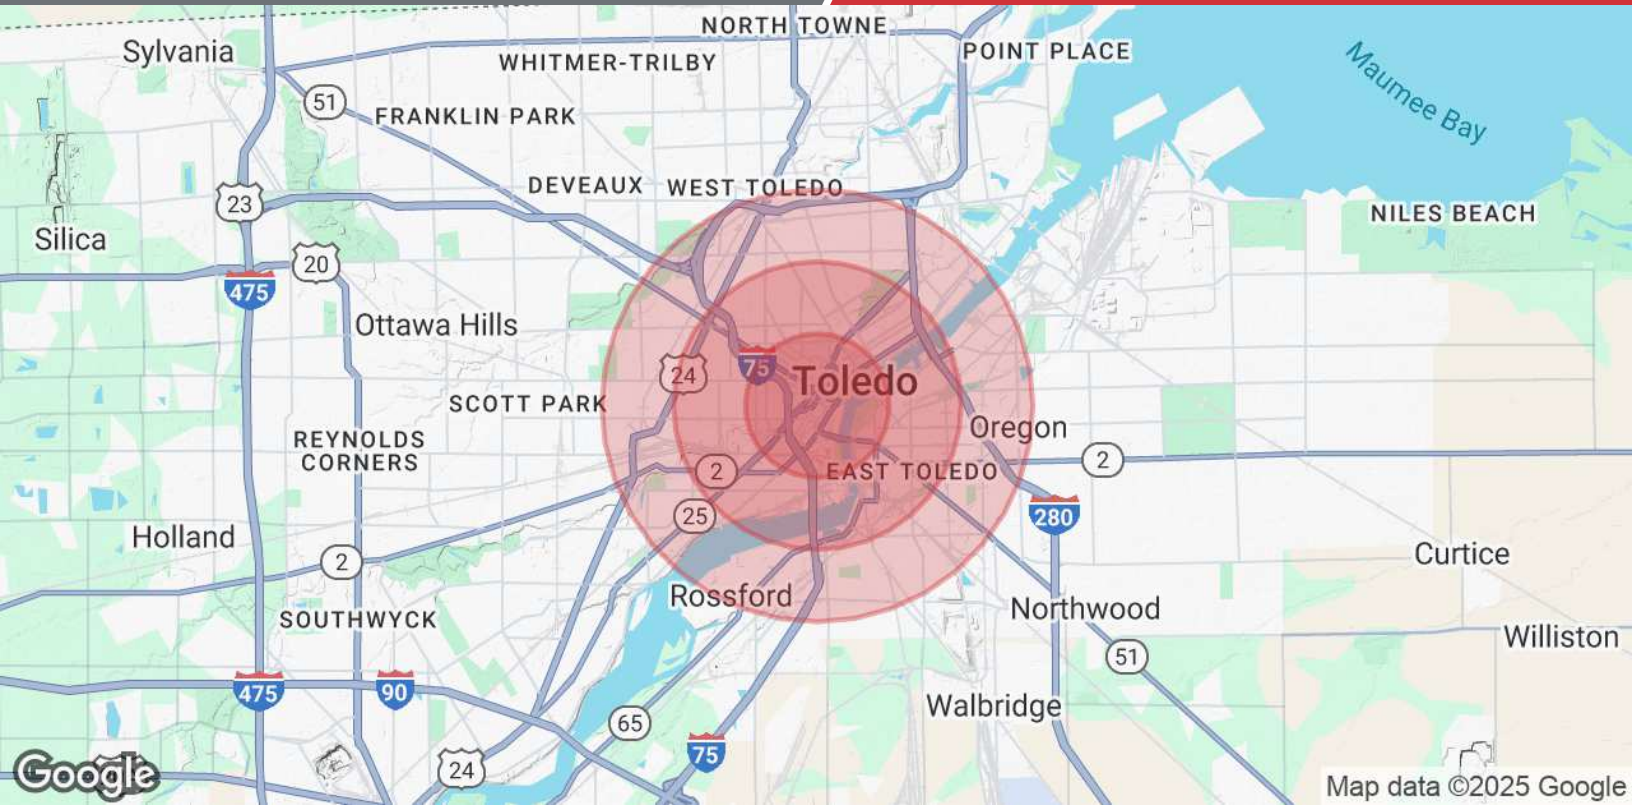 NORTH TOWNE
Sylvania
POINT PLACE
WHITMER-TRILBY
Maumee Bay
51
FRANKLIN PARK
DEVEAUX
WEST TOLEDO
23
NILES BEACH
Silica
20
475
Ottawa Hills
75
24
Toledo
SCOTT PARK
Oregon
REYNOLDS
CORNERS
2
EAST TOLEDO
2
25
280
Holland
Curtice
2
Rossford
Northwood
SOUTHWYCK
Williston
51
475
90
Walbridge
65
75
24
Google
Map data ©2025 Google